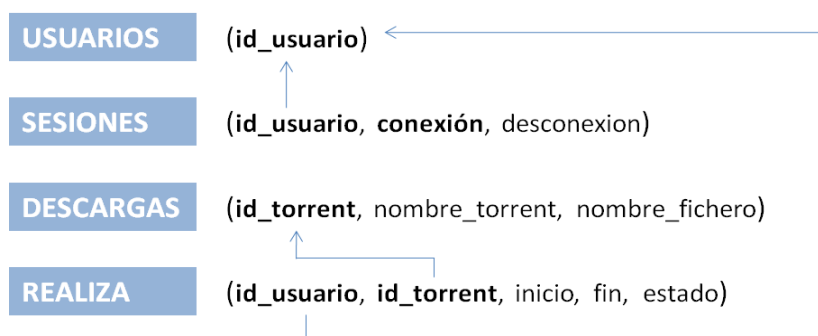 USUARIOS (id_usuario)
SESIONES (id_usuario, conexión, desconexion)
DESCARGAS (id_torrent, nombre_torrent, nombre_fichero)
REALIZA (id_usuario, id_torrent, inicio, fin, estado)